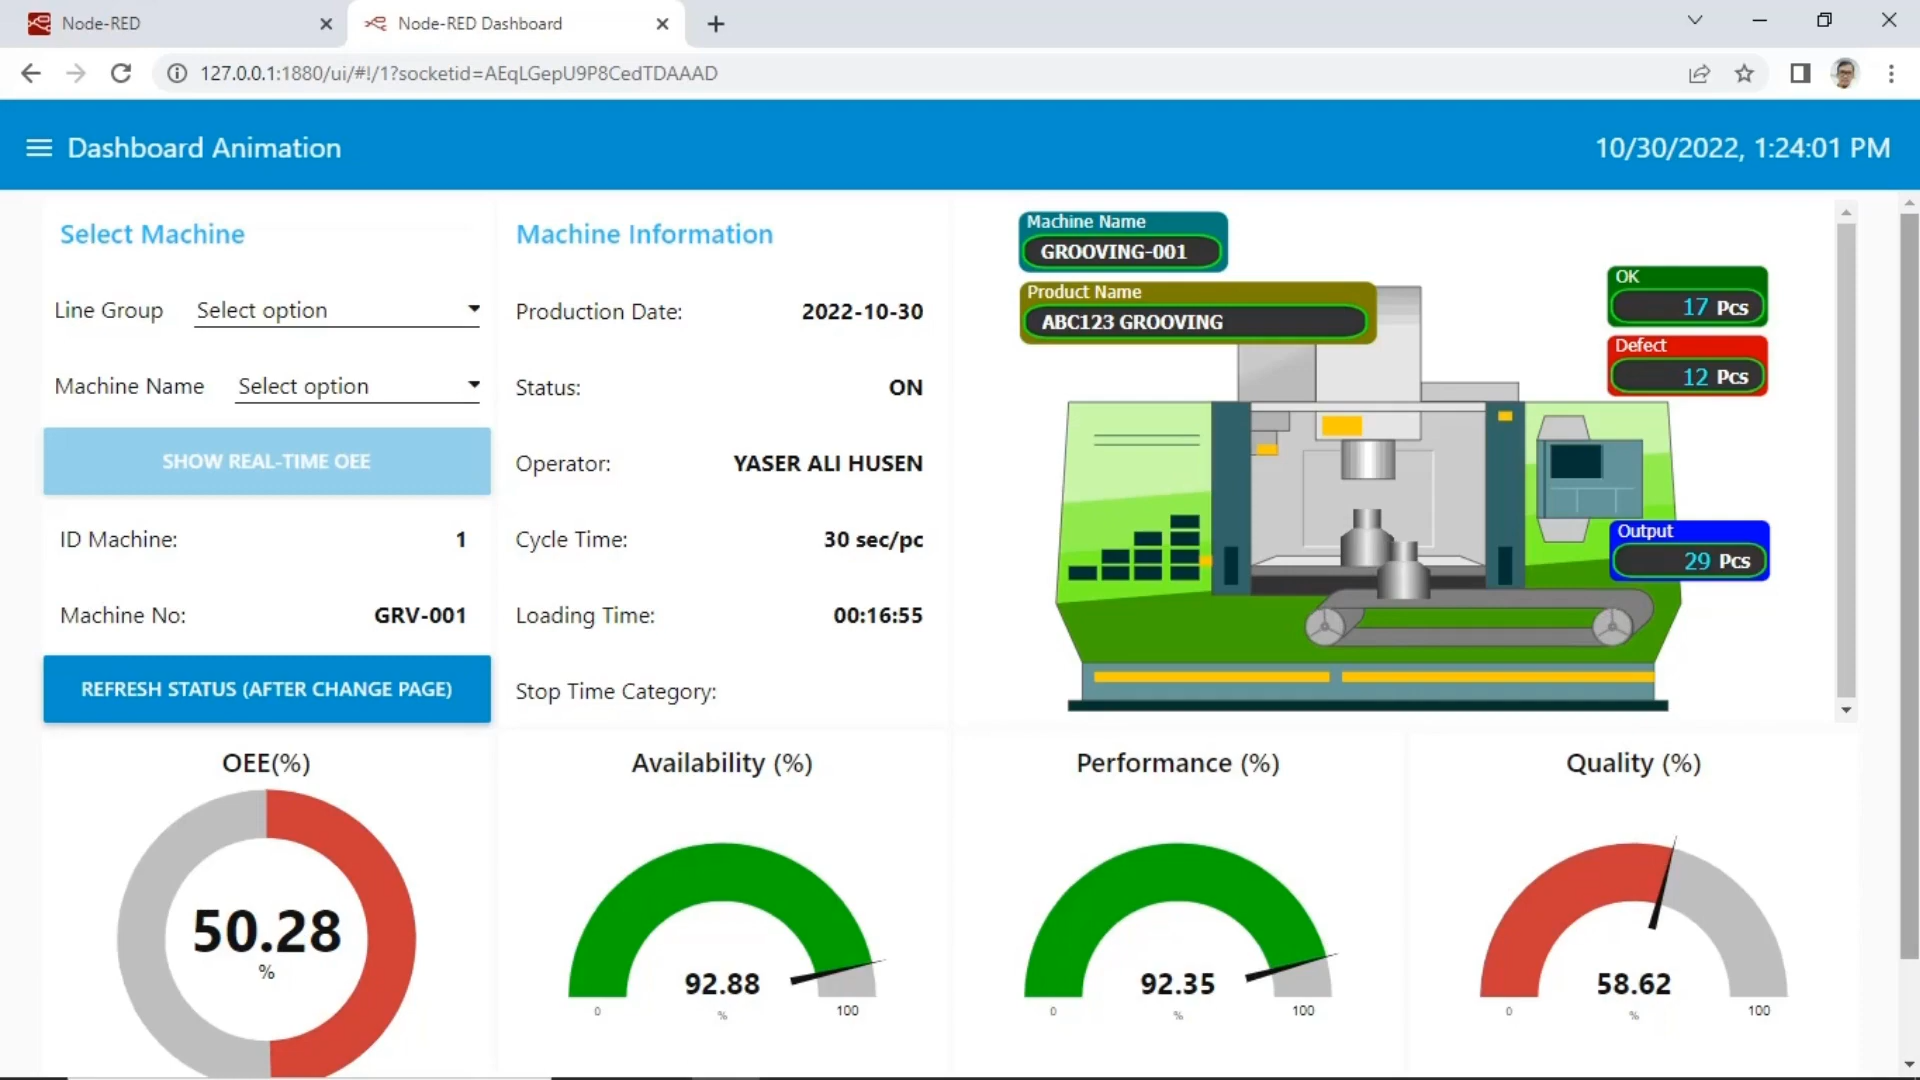 Node-RED
Node-RED Dashboard
127.0.0.1:1880/ui/#!/1?socketid=AEqLGepU9P8CedTDAAAD
Dashboard Animation
10/30/2022, 1:24:01 PM
Select Machine
Line Group Select option
Machine Name Select option
SHOW REAL-TIME OEE
ID Machine: 1
Machine No: GRV-001
REFRESH STATUS (AFTER CHANGE PAGE)
Machine Information
Production Date: 2022-10-30
Status: ON
Operator: YASER ALI HUSEN
Cycle Time: 30 sec/pc
Loading Time: 00:16:55
Stop Time Category:
Machine Name
GROOVING-001
Product Name
ABC123 GROOVING
OK
17 Pcs
Defect
12 Pcs
Output
29 Pcs
OEE(%)
50.28
%
Availability (%)
92.88
0 % 100
Performance (%)
92.35
0 % 100
Quality (%)
58.62
0 % 100